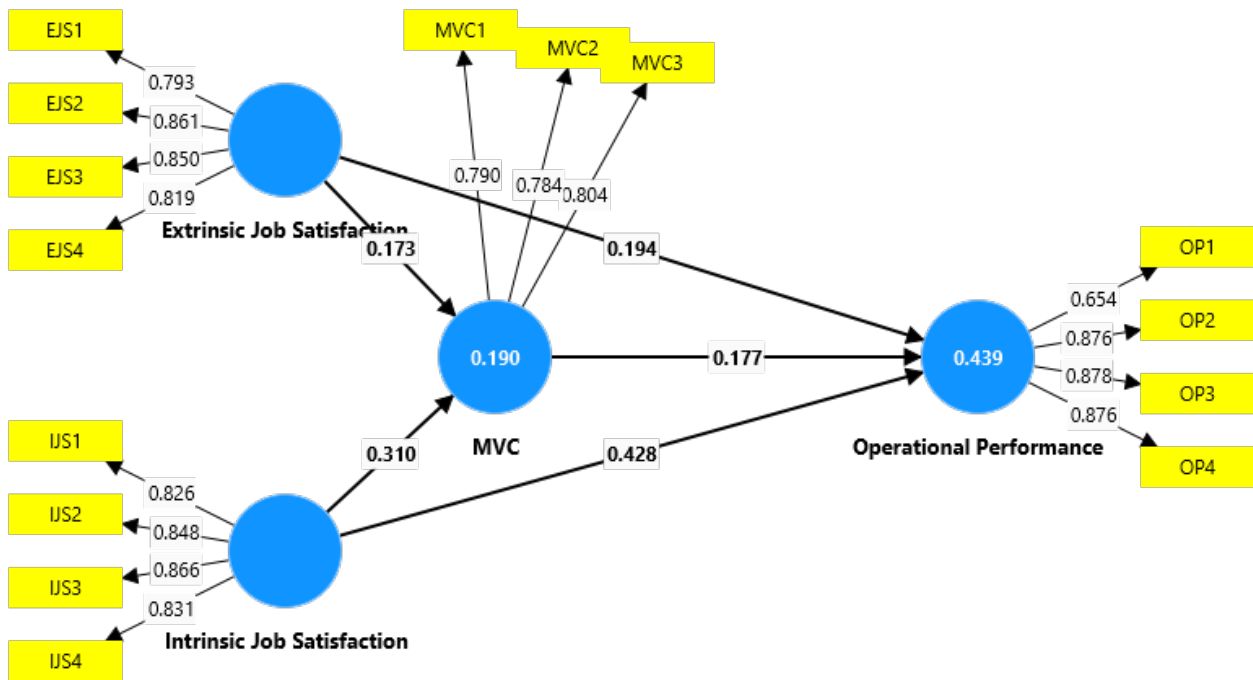 EJS1
EJS2
EJS3
EJS4
0.793
0.861
0.850
0.819
Extrinsic Job Satisfaction
MVC1
MVC2
MVC3
0.790
0.784
0.804
0.173
0.194
0.190
MVC
0.177
0.310
0.428
0.439
Operational Performance
OP1
OP2
OP3
OP4
0.654
0.876
0.878
0.876
IJS1
IJS2
IJS3
IJS4
0.826
0.848
0.866
0.831
Intrinsic Job Satisfaction